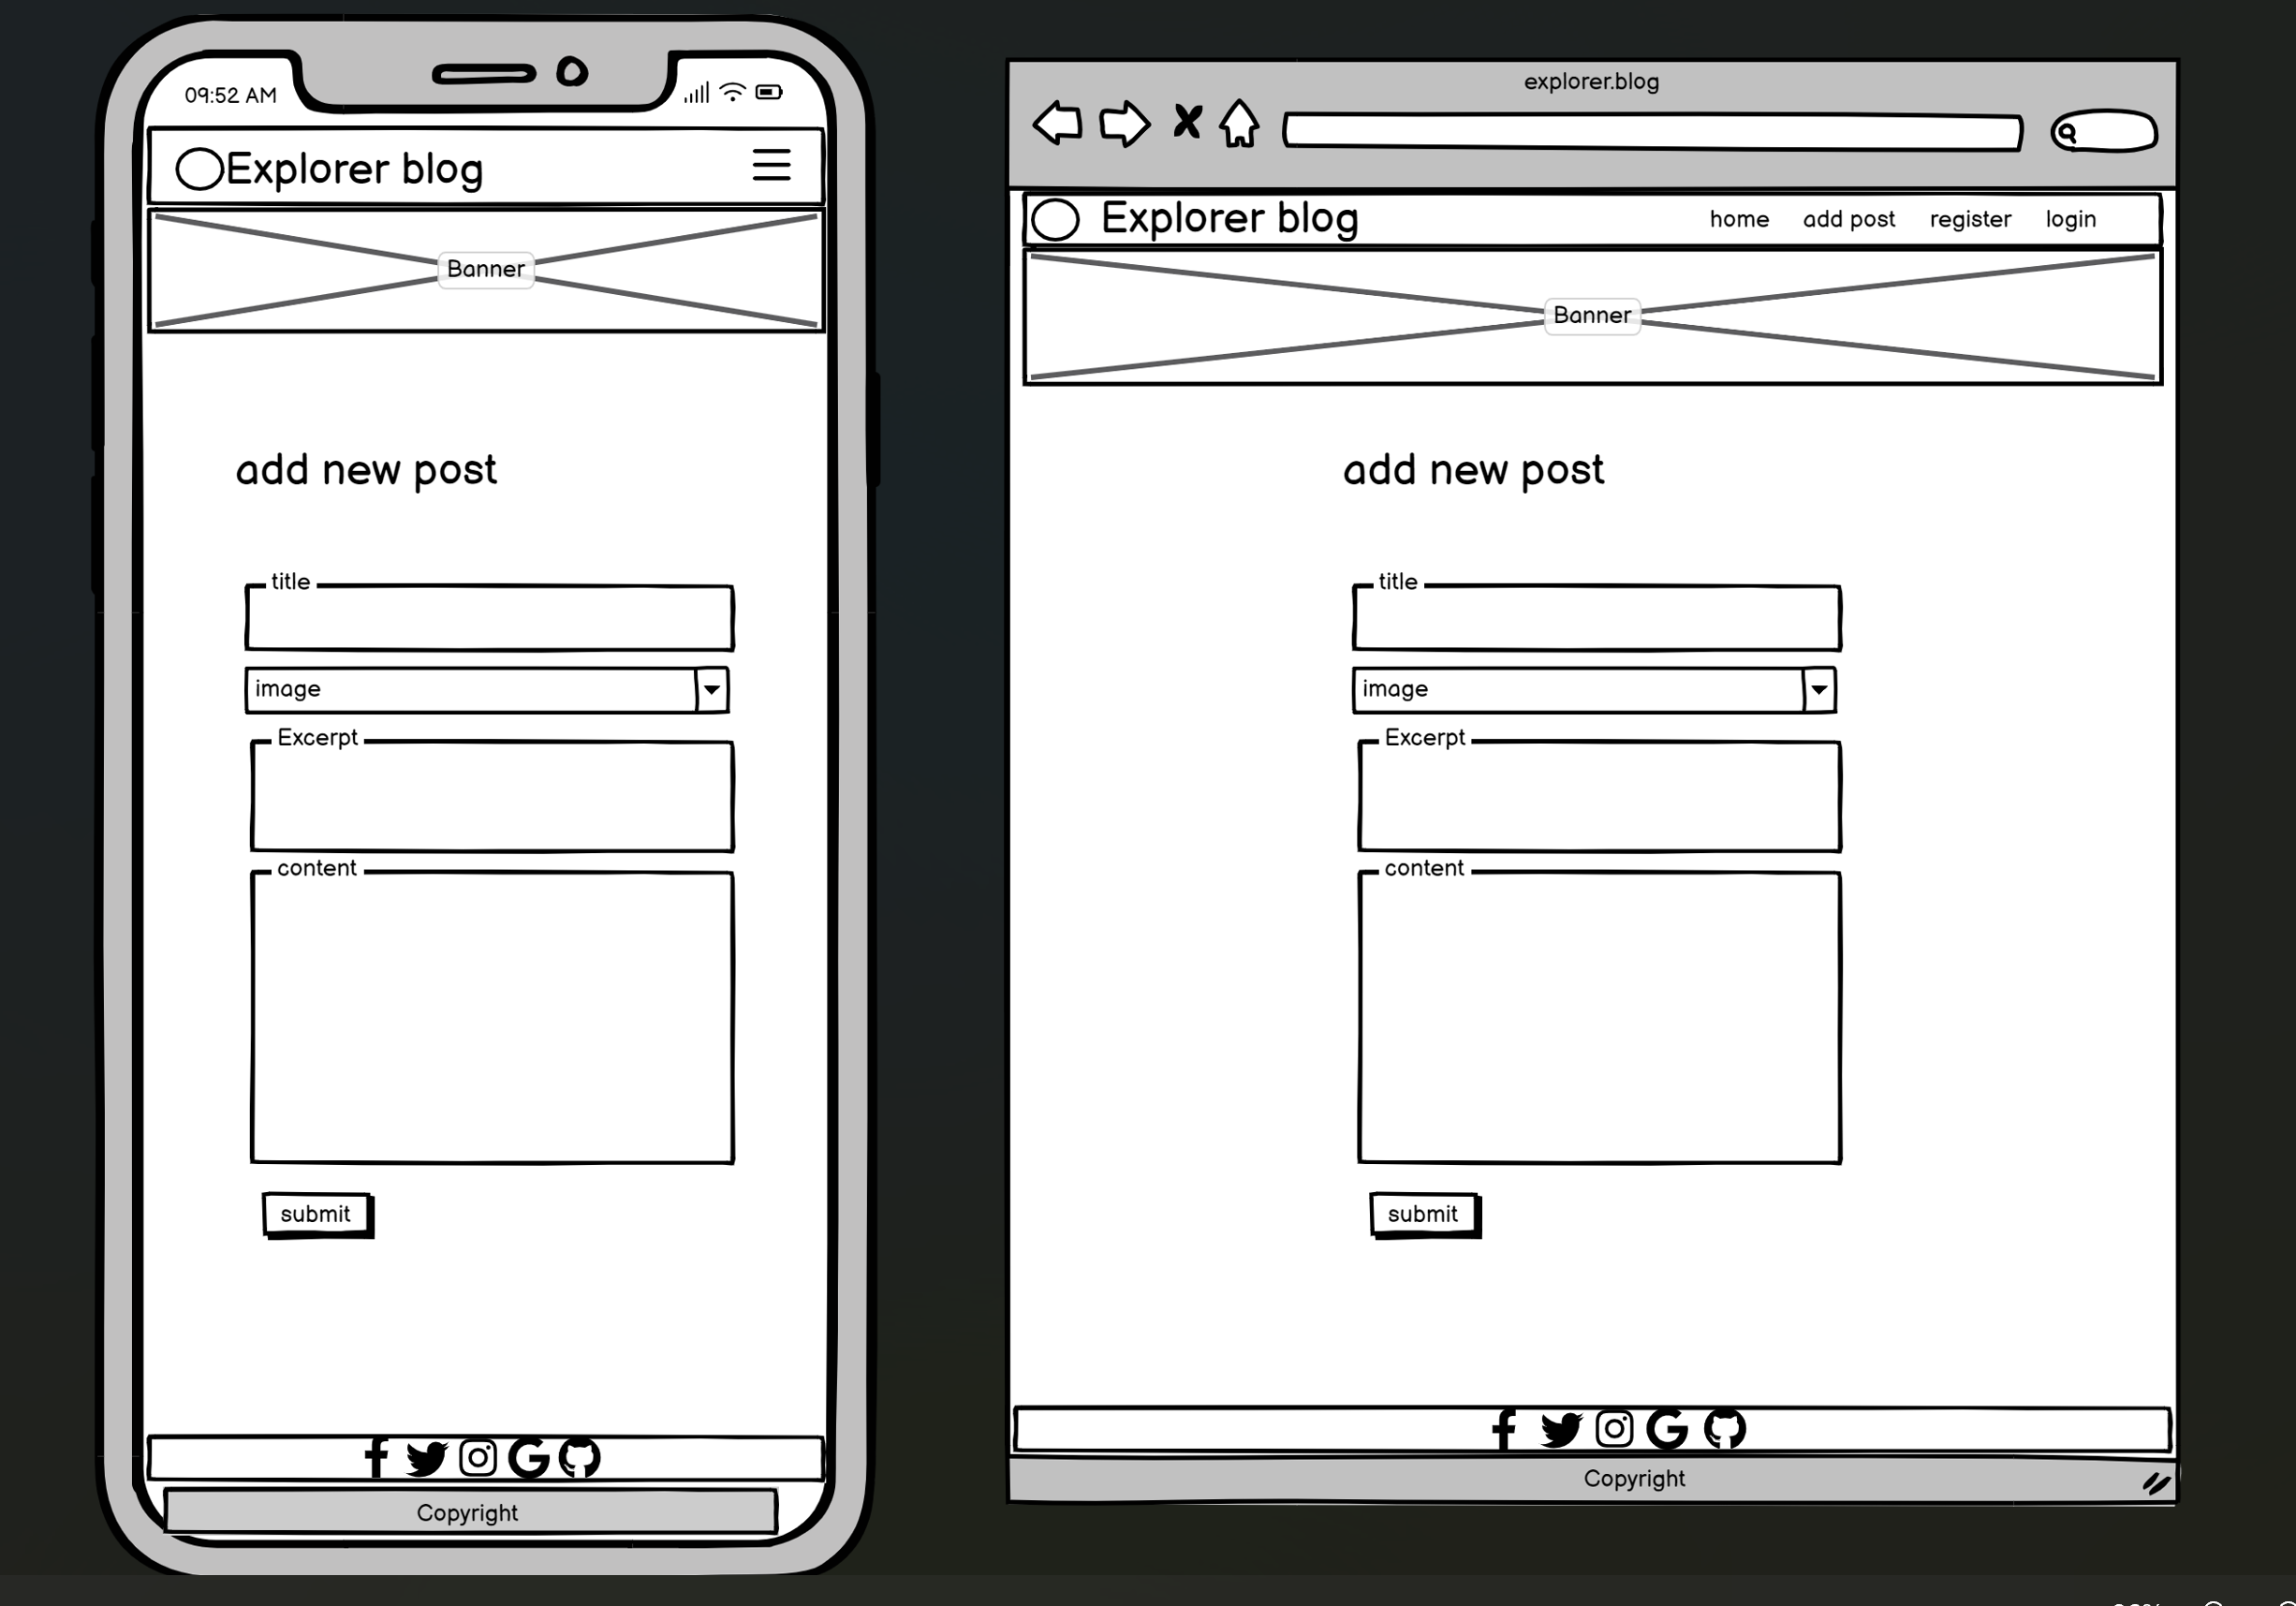 09:52 AM
Explorer blog
Banner
add new post
title
image
Excerpt
content
submit
Copyright
explorer.blog
Explorer blog home add post register login
Banner
add new post
title
image
Excerpt
content
submit
Copyright